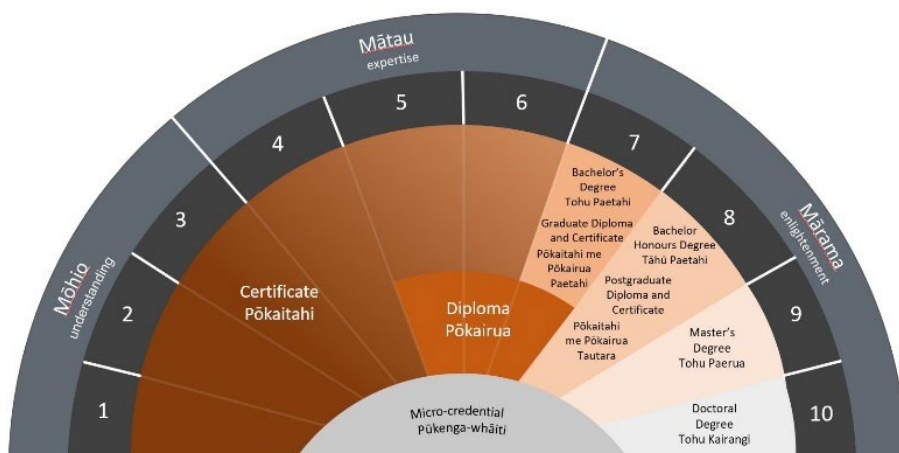 Mōhio
understanding
Mātau
expertise
Mārama
enlightenment
1
2
3
4
5
6
7
8
9
10
Certificate
Pōkaitahi
Diploma
Pōkairua
Micro-credential
Pūkenga-whāiti
Bachelor's
Degree
Tohu Paetahi
Graduate Diploma
and Certificate
Pōkaitahi me
Pōkairua
Paetahi
Bachelor
Honours Degree
Tāhū Paetahi
Postgraduate
Diploma and
Certificate
Pōkaitahi
me Pōkairua
Tautara
Master's
Degree
Tohu Paerua
Doctoral
Degree
Tohu Kairangi